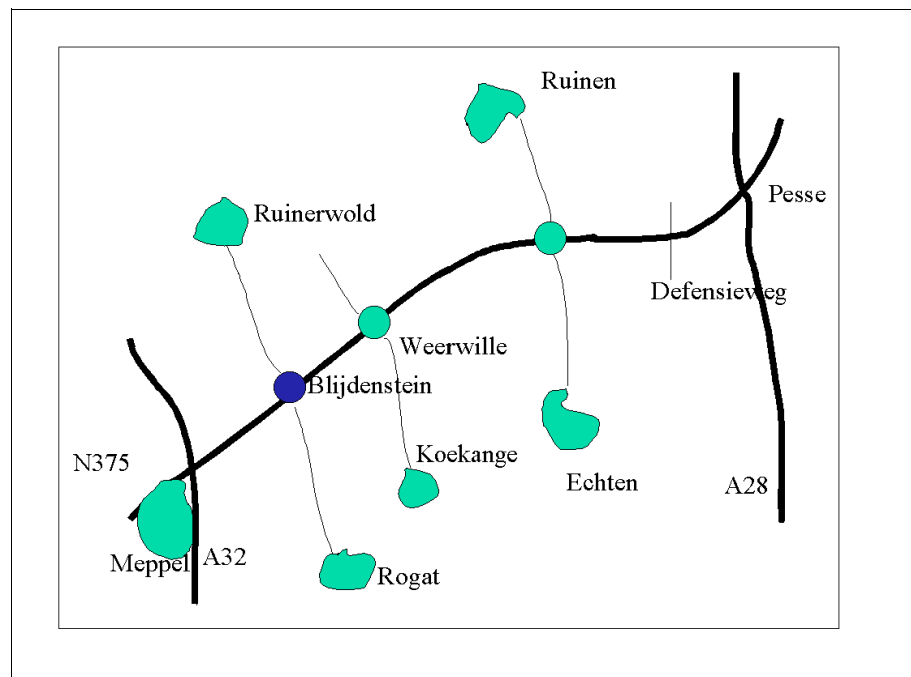 Ruinen
Pesse
Ruinerwold
Defensieweg
Weerwille
Blijdenstein
Koekange
N375
Echten
A28
Meppel
A32
Rogat